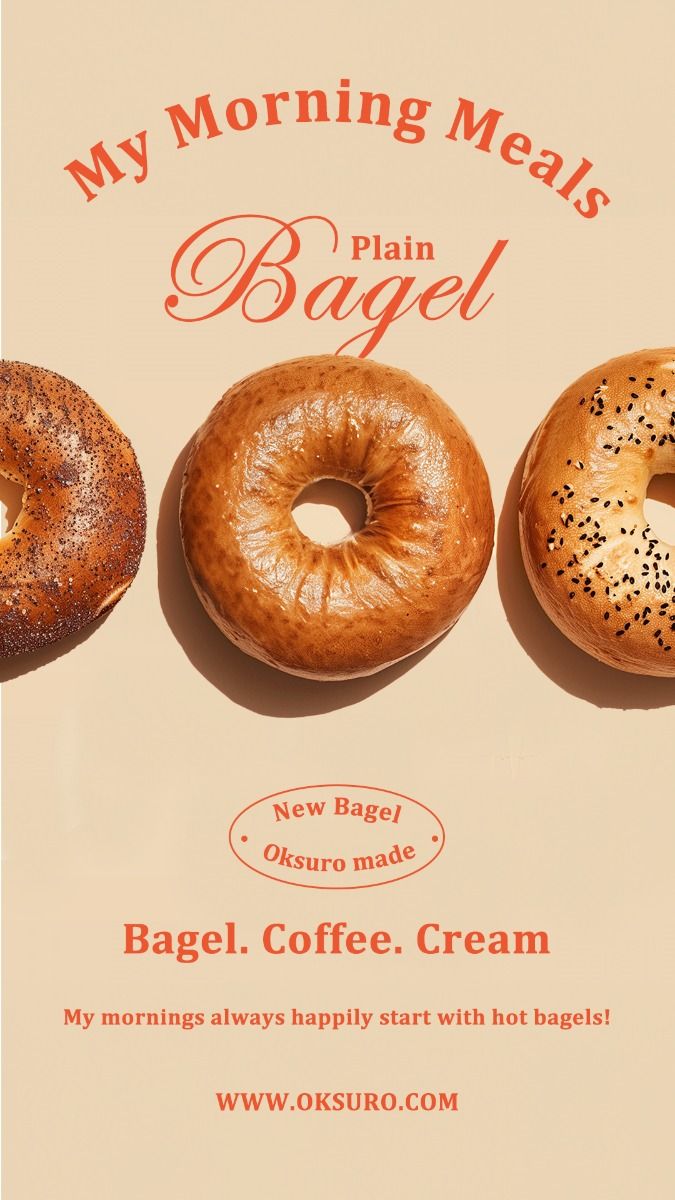 My Morning Meals
Plain
Bagel
New Bagel
Oksuro made
Bagel. Coffee. Cream
My mornings always happily start with hot bagels!
WWW.OKSURO.COM